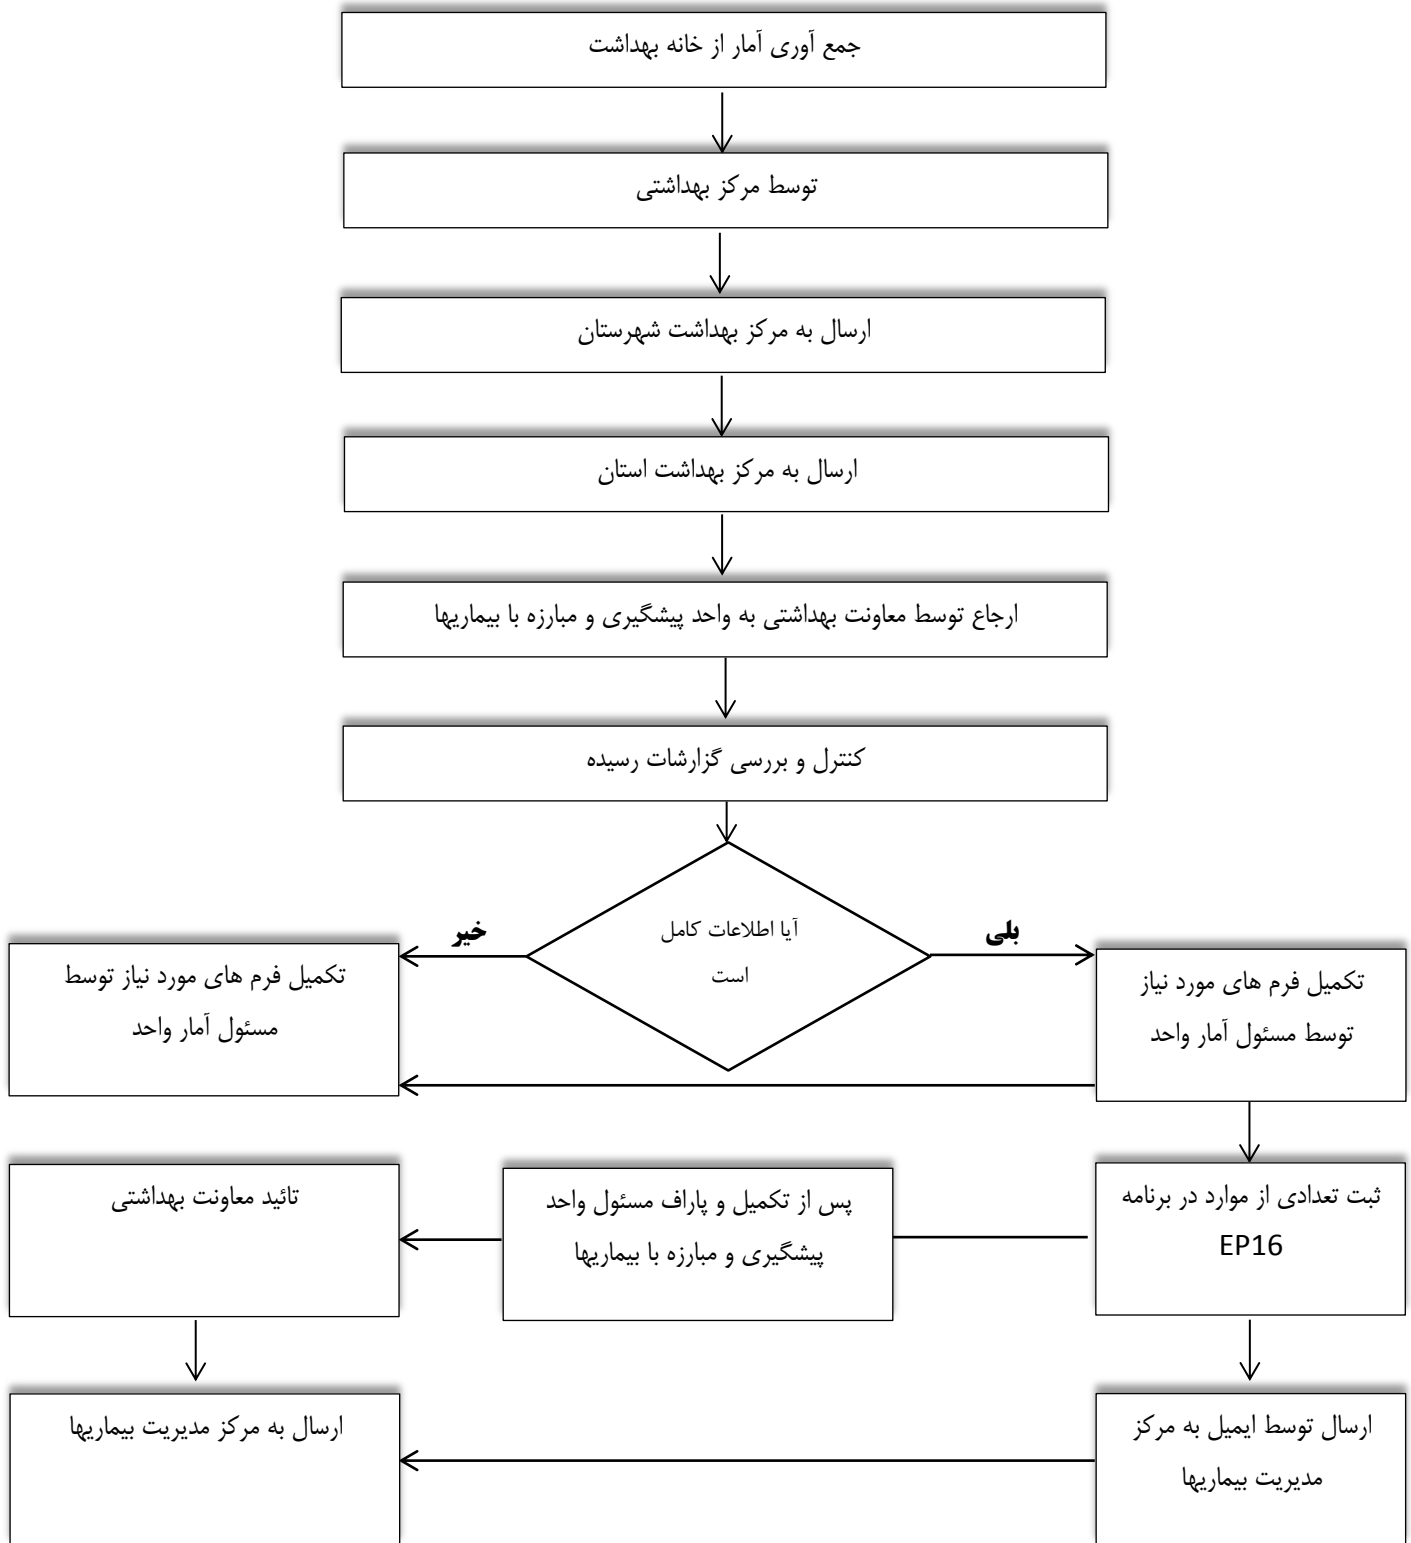 جمع آوری آمار از خانه بهداشت
توسط مرکز بهداشتی
ارسال به مرکز بهداشت شهرستان
ارسال به مرکز بهداشت استان
ارجاع توسط معاونت بهداشتی به واحد پیشگیری و مبارزه با بیماریها
کنترل و بررسی گزارشات رسیده
آیا اطلاعات کامل
است
بلی
خیر
تکمیل فرم های مورد نیاز
توسط مسئول آمار واحد
تکمیل فرم های مورد نیاز توسط
مسئول آمار واحد
ثبت تعدادی از موارد در برنامه
EP16
پس از تکمیل و پاراف مسئول واحد
پیشگیری و مبارزه با بیماریها
تائید معاونت بهداشتی
ارسال توسط ایمیل به مرکز
مدیریت بیماریها
ارسال به مرکز مدیریت بیماریها